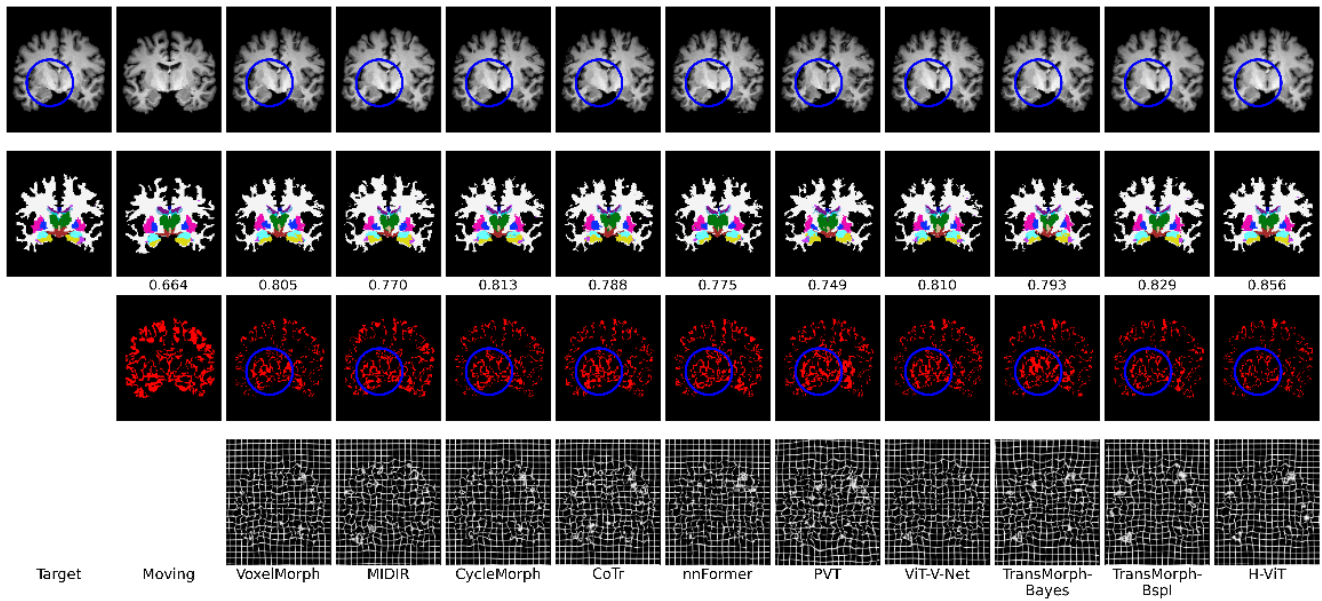 0.664 0.805 0.770 0.813 0.788 0.775 0.749 0.810 0.793 0.829 0.856
Target Moving VoxelMorph MIDIR CycleMorph CoTr nnFormer PVT ViT-V-Net TransMorph- TransMorph- H-ViT
Bayes Bspl